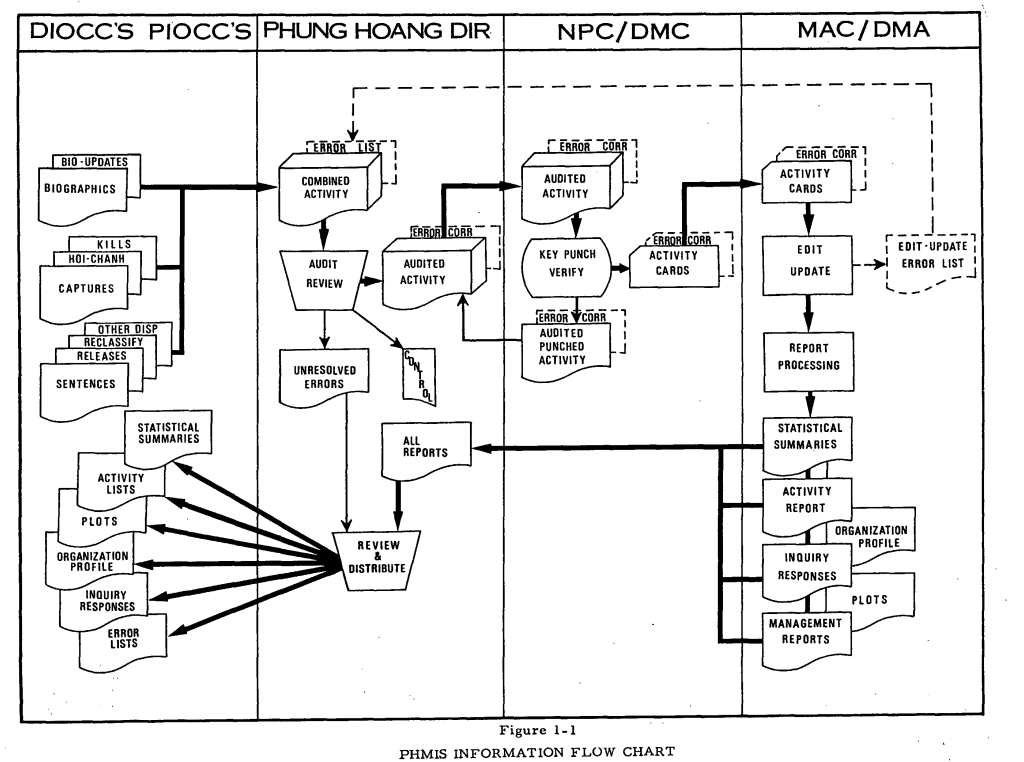 DIOCC'S PIOCC'S
PHUNG HOANG DIR
NPC/DMC
MAC/DMA
BIO-UPDATES
BIOGRAPHICS
KILLS
HOI-CHANH
CAPTURES
OTHER DISP
RECLASSIFY
RELEASES
SENTENCES
STATISTICAL
SUMMARIES
ACTIVITY
LISTS
PLOTS
ORGANIZATION
PROFILE
INQUIRY
RESPONSES
ERROR
LISTS
ERROR LIST
COMBINED
ACTIVITY
AUDIT
REVIEW
ERROR CORR
AUDITED
ACTIVITY
UNRESOLVED
ERRORS
CONTROL
ALL
REPORTS
REVIEW
&
DISTRIBUTE
ERROR CORR
AUDITED
ACTIVITY
KEY PUNCH
VERIFY
ERROR CORR
ACTIVITY
CARDS
ERROR CORR
AUDITED
PUNCHED
ACTIVITY
ERROR CORR
ACTIVITY
CARDS
EDIT
UPDATE
EDIT-UPDATE
ERROR LIST
REPORT
PROCESSING
STATISTICAL
SUMMARIES
ACTIVITY
REPORT
ORGANIZATION
PROFILE
INQUIRY
RESPONSES
PLOTS
MANAGEMENT
REPORTS
Figure 1-1
PHMIS INFORMATION FLOW CHART